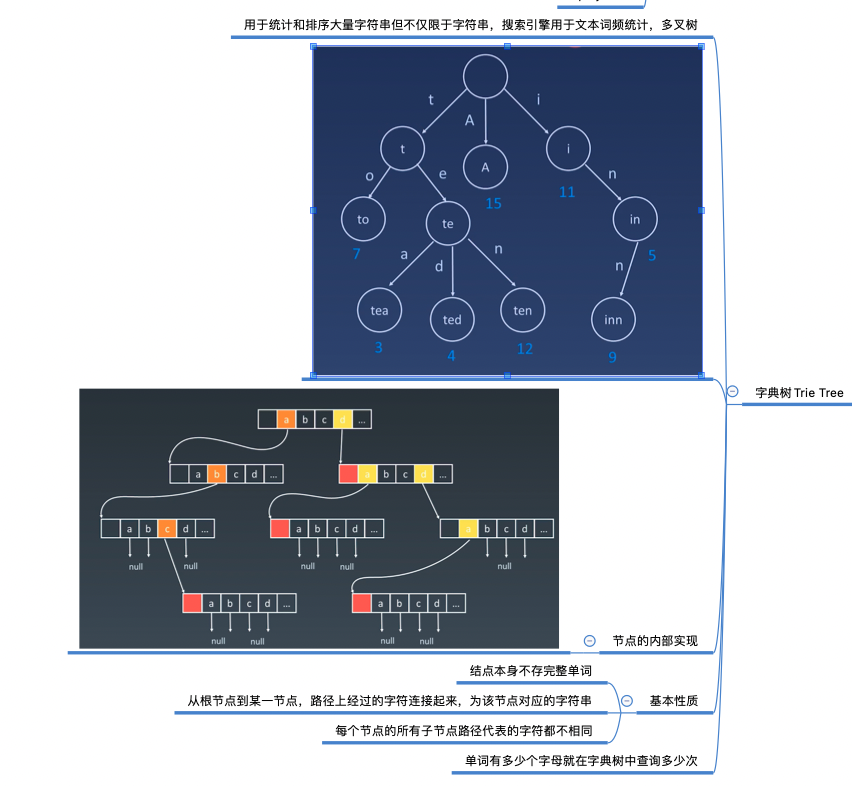 用于统计和排序大量字符串但不仅限于字符串，搜索引擎用于文本词频统计，多叉树
t
A
i
t
A
i
o
e
15
11
n
to
te
in
7
a
d
n
5
n
tea
ted
ten
inn
3
4
12
9
字典树 Trie Tree
a b c d ...
a b c d ...
a b c d ...
a b c d ...
a b c d ...
a b c d ...
null
null
null
null
null
a b c d ...
a b c d ...
null
null
null
null
节点的内部实现
结点本身不存完整单词
从根节点到某一节点，路径上经过的字符连接起来，为该节点对应的字符串
基本性质
每个节点的所有子节点路径代表的字符都不相同
单词有多少个字母就在字典树中查询多少次